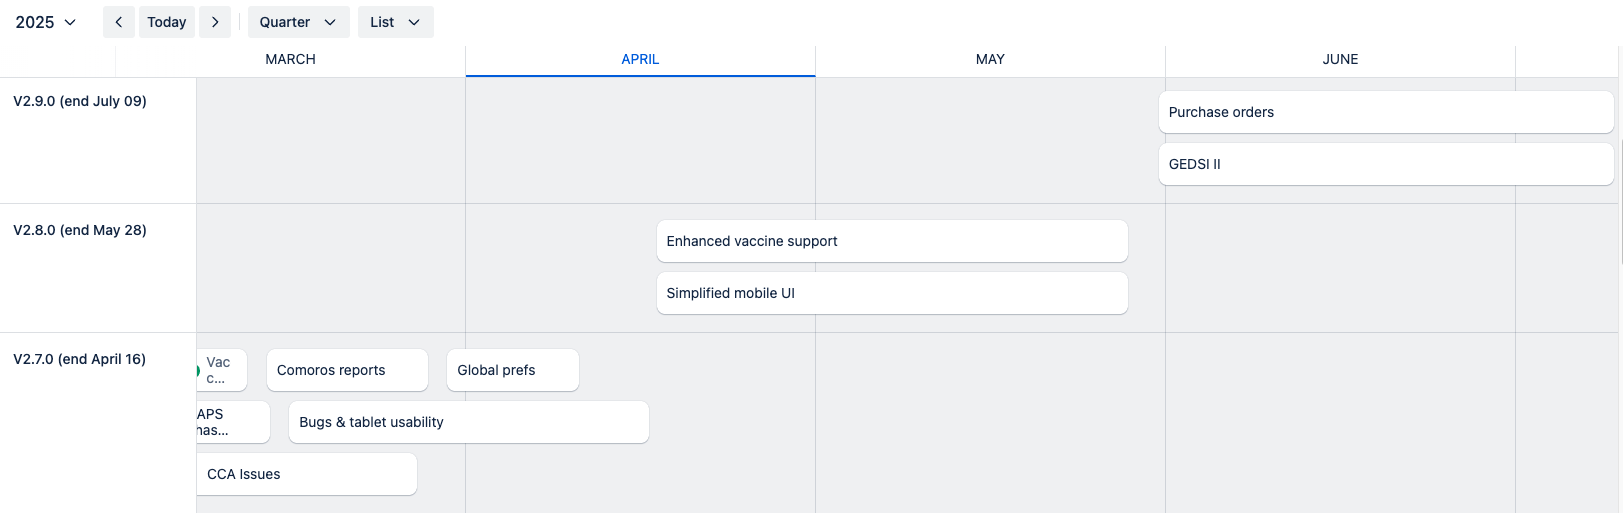 2025 Today Quarter List
MARCH APRIL MAY JUNE
V2.9.0 (end July 09)
Purchase orders
GEDSI II
V2.8.0 (end May 28)
Enhanced vaccine support
Simplified mobile UI
V2.7.0 (end April 16)
Vac
c...
Comoros reports
Global prefs
APS
has...
Bugs & tablet usability
CCA Issues